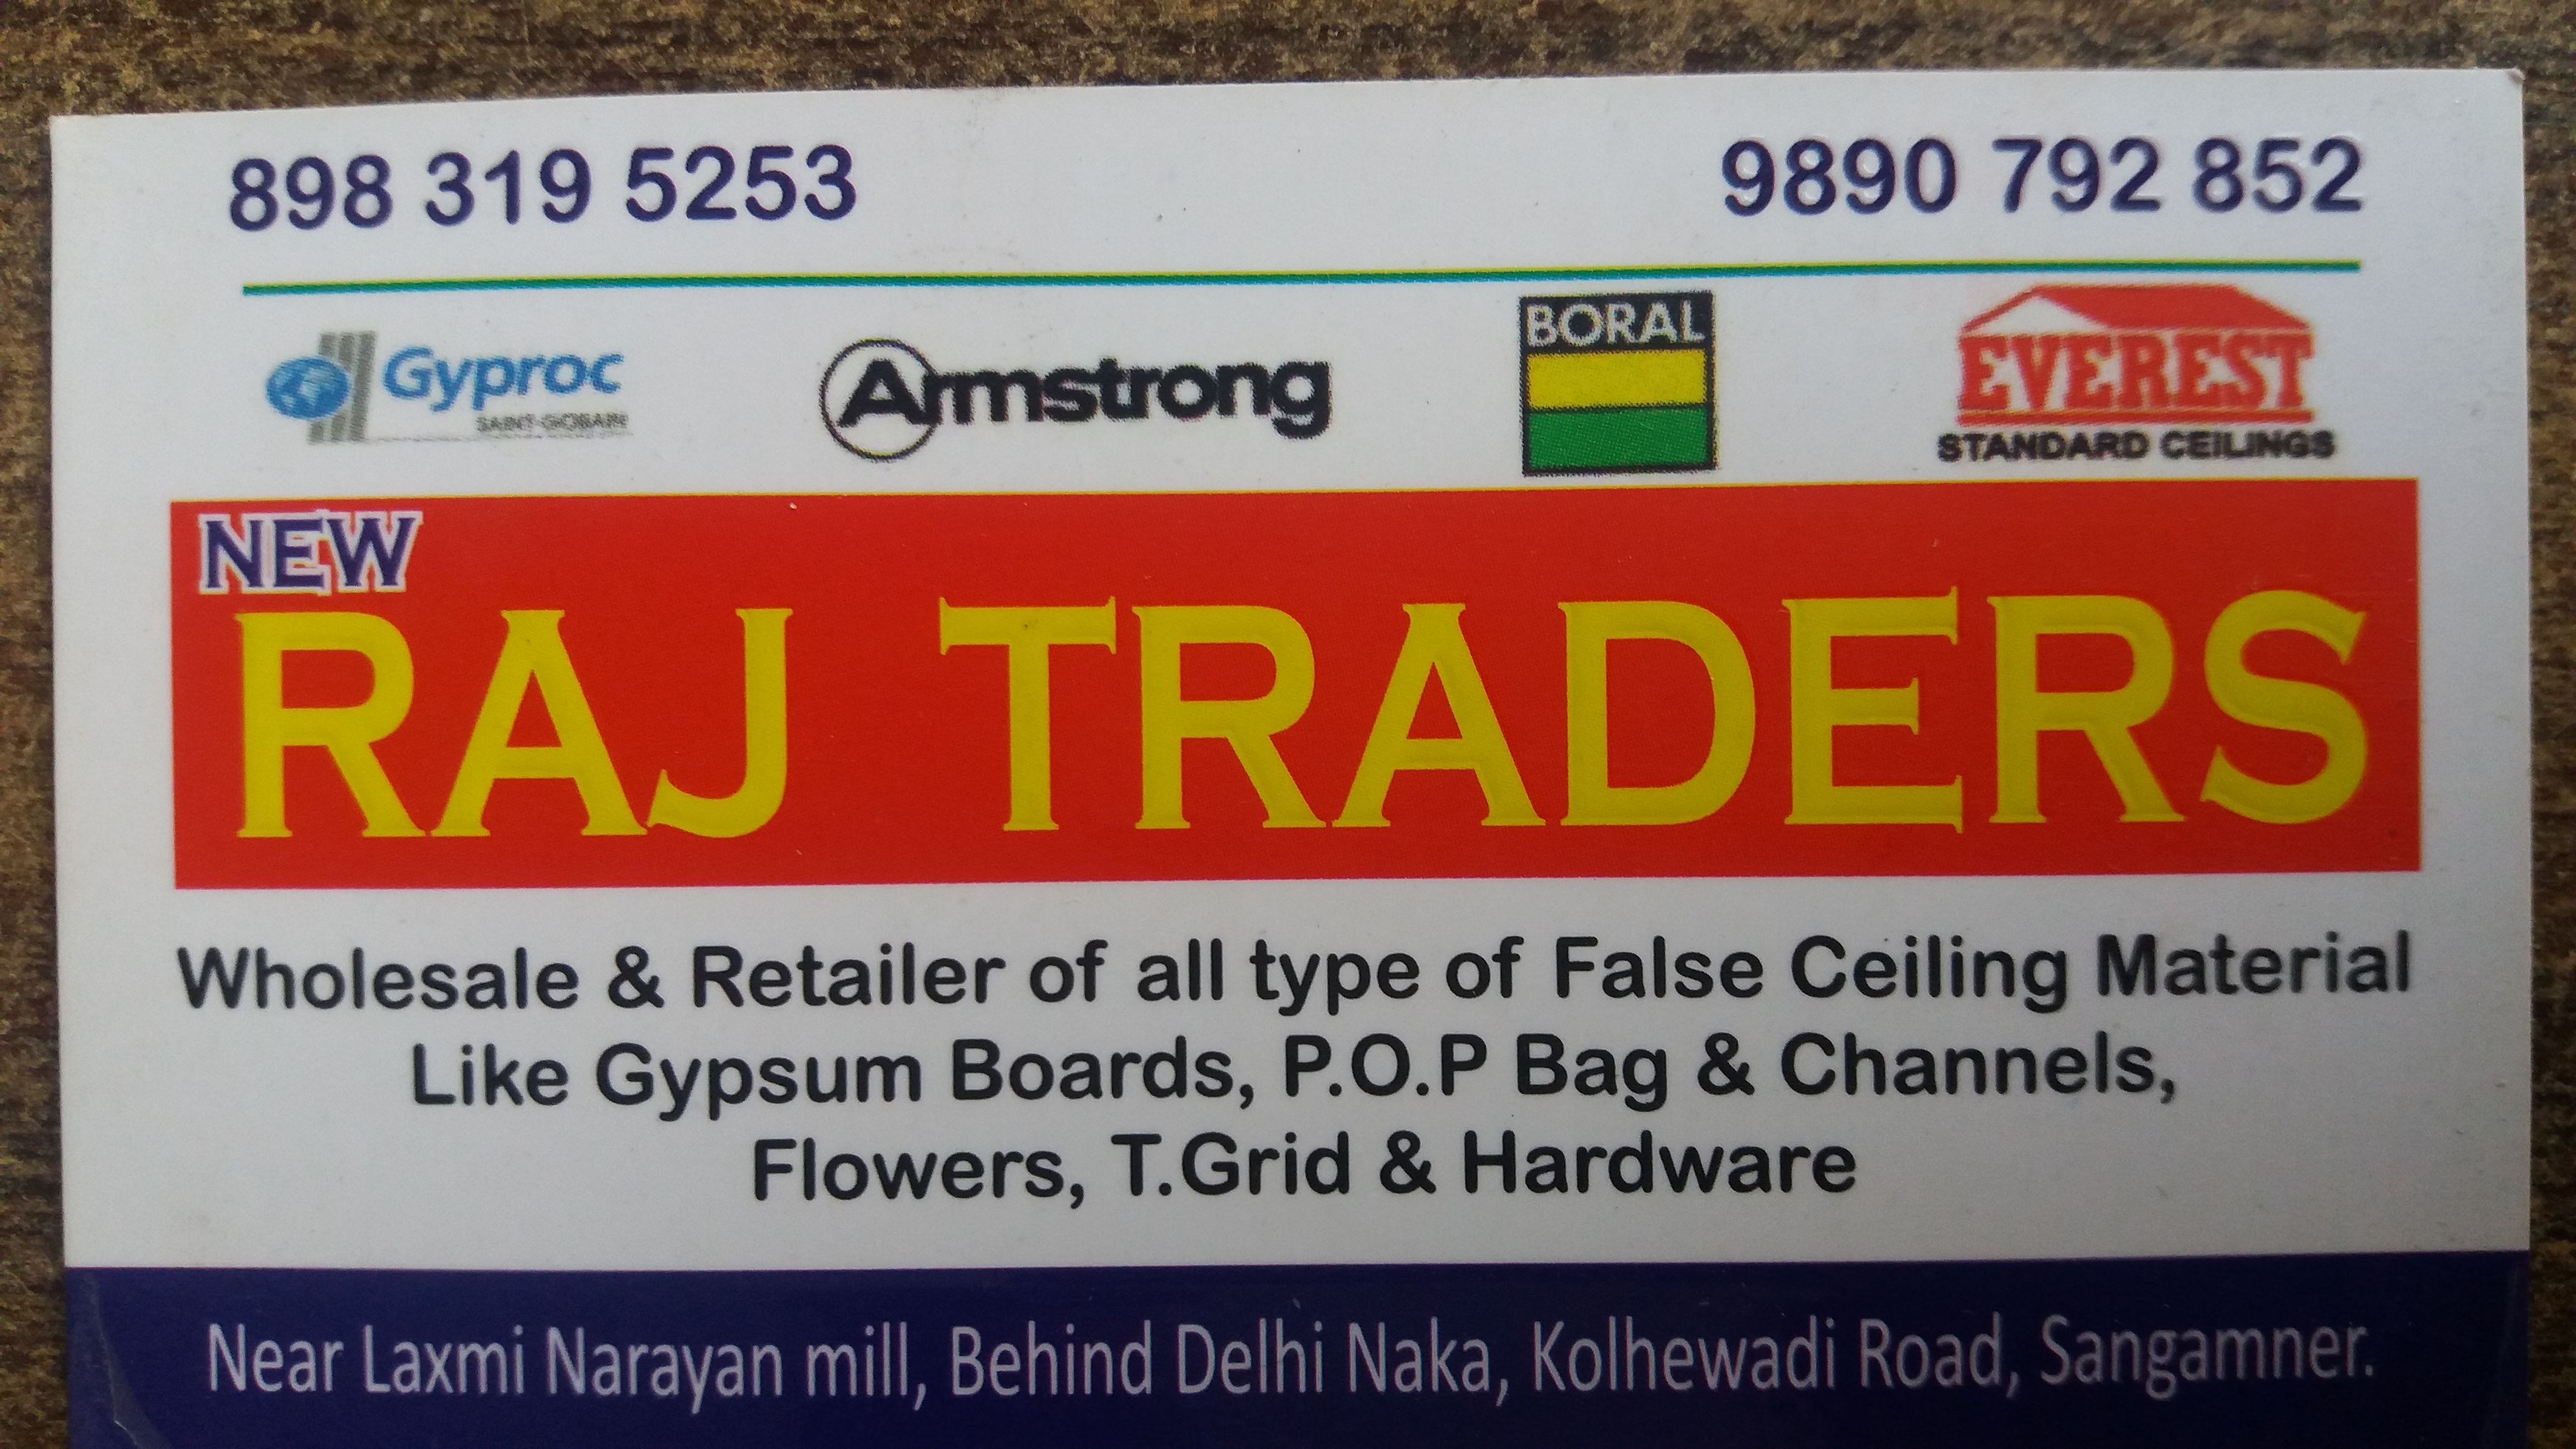 898 319 5253 9890 792 852
Gyproc Armstrong BORAL EVEREST
SAINT-GOBAIN STANDARD CEILINGS
NEW
RAJ TRADERS
Wholesale & Retailer of all type of False Ceiling Material
Like Gypsum Boards, P.O.P Bag & Channels,
Flowers, T.Grid & Hardware
Near Laxmi Narayan mill, Behind Delhi Naka, Kolhewadi Road, Sangamner.